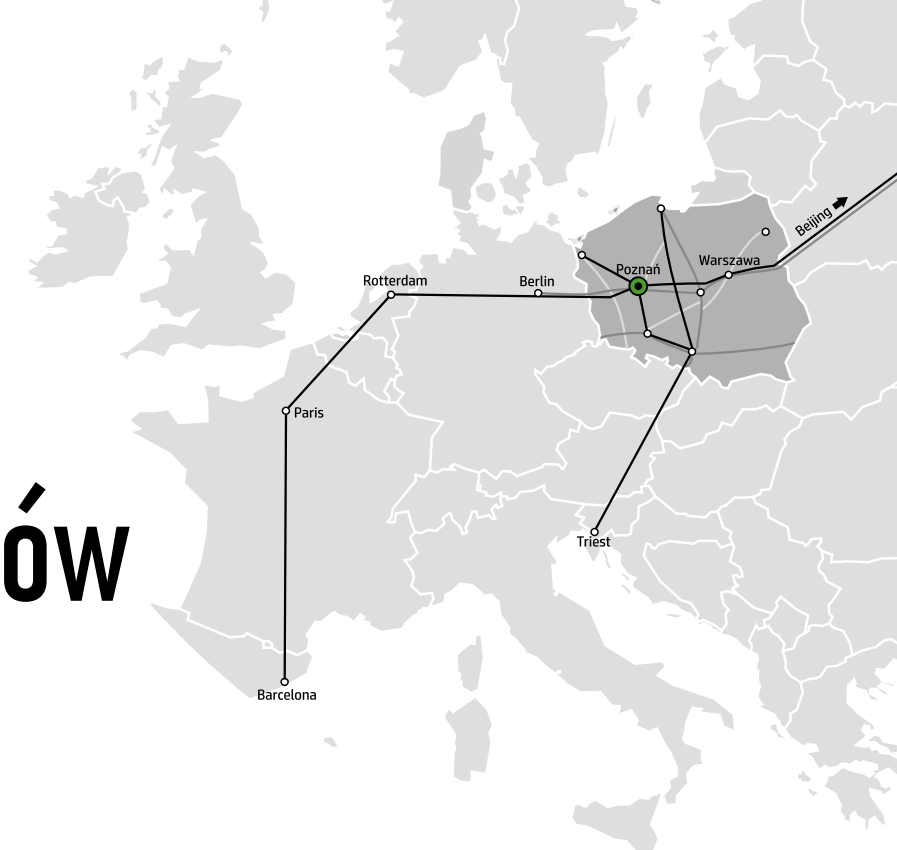 Beijing
Warszawa
Poznań
Rotterdam
Berlin
Paris
ÓW
Triest
Barcelona